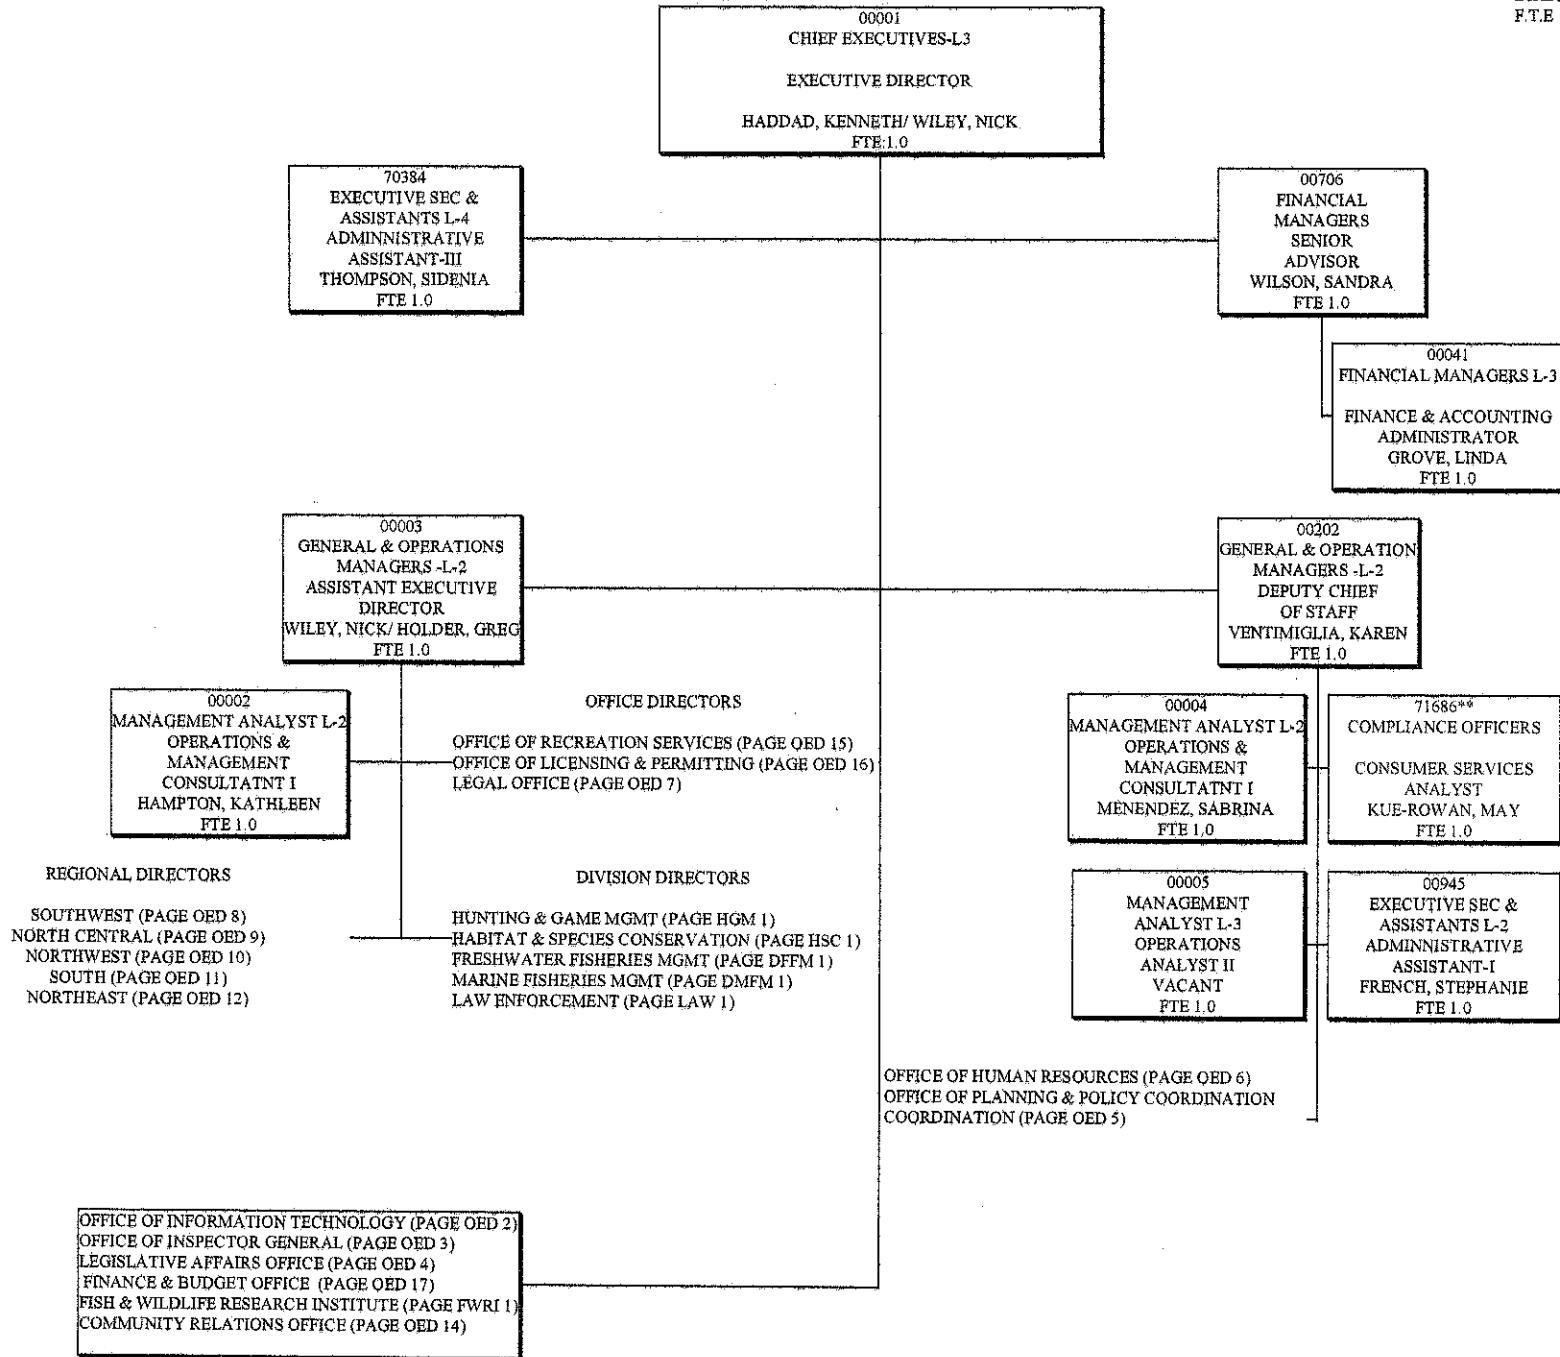 F.T.E
00001
CHIEF EXECUTIVES-L3
EXECUTIVE DIRECTOR
HADDAD, KENNETH/ WILEY, NICK
FTE:1.0
70384
EXECUTIVE SEC &
ASSISTANTS L-4
ADMINNISTRATIVE
ASSISTANT-III
THOMPSON, SIDENIA
FTE 1.0
00706
FINANCIAL
MANAGERS
SENIOR
ADVISOR
WILSON, SANDRA
FTE 1.0
00041
FINANCIAL MANAGERS L-3
FINANCE & ACCOUNTING
ADMINISTRATOR
GROVE, LINDA
FTE 1.0
00003
GENERAL & OPERATIONS
MANAGERS -L-2
ASSISTANT EXECUTIVE
DIRECTOR
WILEY, NICK/ HOLDER, GREG
FTE 1.0
00202
GENERAL & OPERATION
MANAGERS -L-2
DEPUTY CHIEF
OF STAFF
VENTIMIGLIA, KAREN
FTE 1.0
00002
MANAGEMENT ANALYST L-2
OPERATIONS &
MANAGEMENT
CONSULTATNT I
HAMPTON, KATHLEEN
FTE 1.0
OFFICE DIRECTORS
OFFICE OF RECREATION SERVICES (PAGE OED 15)
OFFICE OF LICENSING & PERMITTING (PAGE OED 16)
LEGAL OFFICE (PAGE OED 7)
00004
MANAGEMENT ANALYST L-2
OPERATIONS &
MANAGEMENT
CONSULTATNT I
MENENDEZ, SABRINA
FTE 1.0
71686**
COMPLIANCE OFFICERS
CONSUMER SERVICES
ANALYST
KUE-ROWAN, MAY
FTE 1.0
REGIONAL DIRECTORS
SOUTHWEST (PAGE OED 8)
NORTH CENTRAL (PAGE OED 9)
NORTHWEST (PAGE OED 10)
SOUTH (PAGE OED 11)
NORTHEAST (PAGE OED 12)
DIVISION DIRECTORS
HUNTING & GAME MGMT (PAGE HGM 1)
HABITAT & SPECIES CONSERVATION (PAGE HSC 1)
FRESHWATER FISHERIES MGMT (PAGE DFFM 1)
MARINE FISHERIES MGMT (PAGE DMFM 1)
LAW ENFORCEMENT (PAGE LAW 1)
00005
MANAGEMENT
ANALYST L-3
OPERATIONS
ANALYST II
VACANT
FTE 1.0
00945
EXECUTIVE SEC &
ASSISTANTS L-2
ADMINNISTRATIVE
ASSISTANT-I
FRENCH, STEPHANIE
FTE 1.0
OFFICE OF HUMAN RESOURCES (PAGE OED 6)
OFFICE OF PLANNING & POLICY COORDINATION
COORDINATION (PAGE OED 5)
OFFICE OF INFORMATION TECHNOLOGY (PAGE OED 2)
OFFICE OF INSPECTOR GENERAL (PAGE OED 3)
LEGISLATIVE AFFAIRS OFFICE (PAGE OED 4)
FINANCE & BUDGET OFFICE (PAGE OED 17)
FISH & WILDLIFE RESEARCH INSTITUTE (PAGE FWRI 1)
COMMUNITY RELATIONS OFFICE (PAGE OED 14)